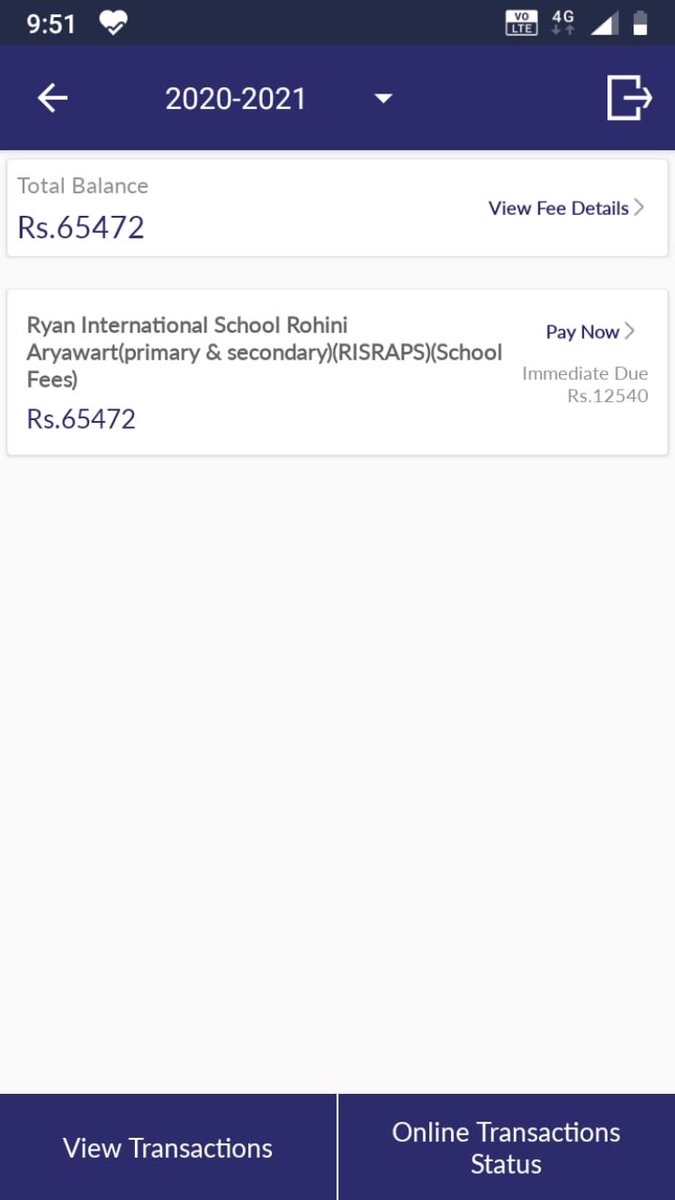 9:51
VO
LTE
4G
2020-2021
Total Balance
Rs.65472
View Fee Details
Ryan International School Rohini
Aryawart(primary & secondary)(RISRAPS)(School
Fees)
Rs.65472
Pay Now
Immediate Due
Rs.12540
View Transactions
Online Transactions
Status